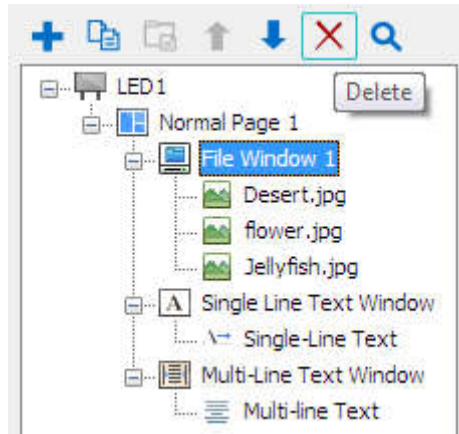 LED1
Delete
Normal Page 1
File Window 1
Desert.jpg
flower.jpg
Jellyfish.jpg
A Single Line Text Window
Single-Line Text
Multi-Line Text Window
Multi-line Text